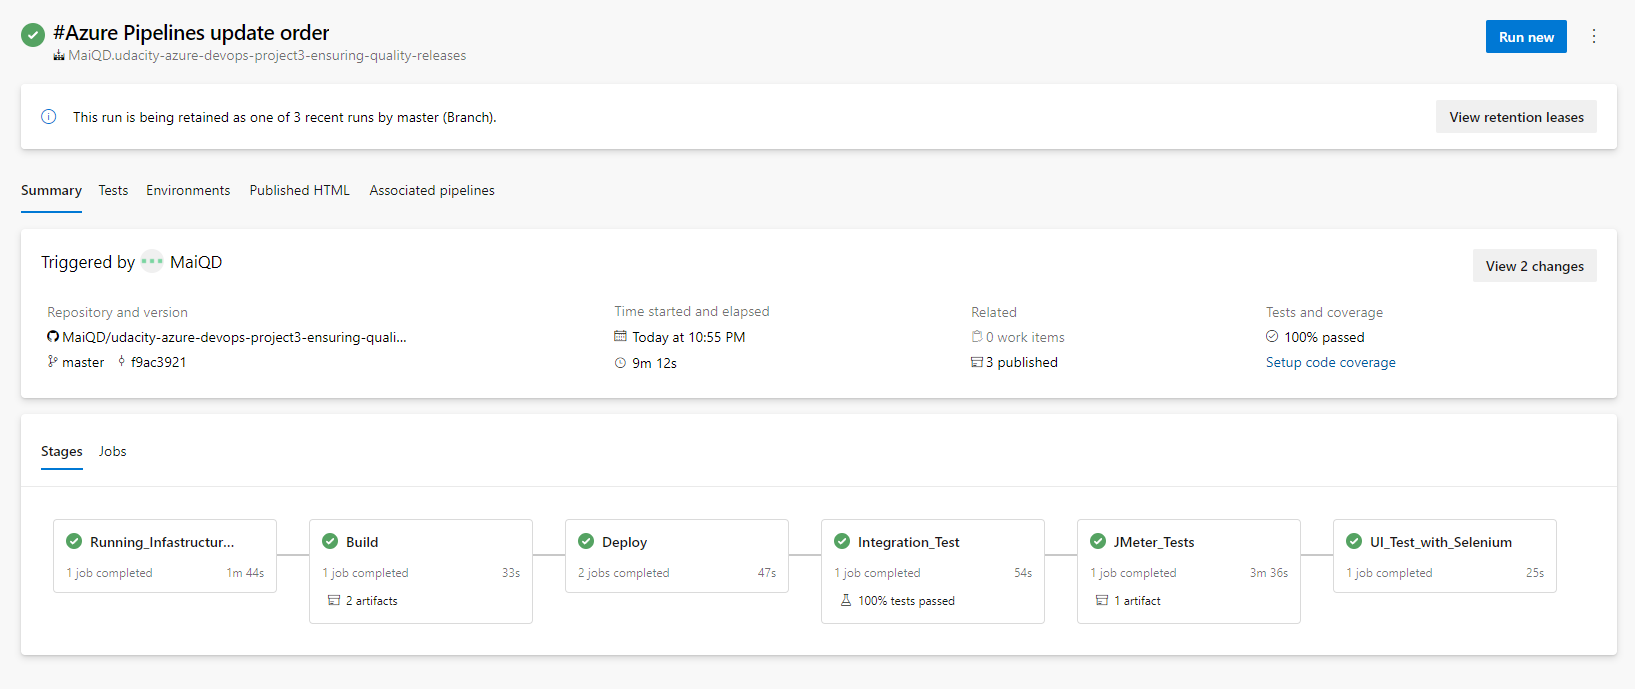 #Azure Pipelines update order
Run new
MaiQD.udacity-azure-devops-project3-ensuring-quality-releases
This run is being retained as one of 3 recent runs by master (Branch).
View retention leases
Summary Tests Environments Published HTML Associated pipelines
Triggered by MaiQD
View 2 changes
Repository and version
MaiQD/udacity-azure-devops-project3-ensuring-quali...
master f9ac3921
Time started and elapsed
Today at 10:55 PM
9m 12s
Related
0 work items
3 published
Tests and coverage
100% passed
Setup code coverage
Stages Jobs
Running_Infastructur...
1 job completed 1m 44s
Build
1 job completed 33s
2 artifacts
Deploy
2 jobs completed 47s
Integration_Test
1 job completed 54s
100% tests passed
JMeter_Tests
1 job completed 3m 36s
1 artifact
UI_Test_with_Selenium
1 job completed 25s